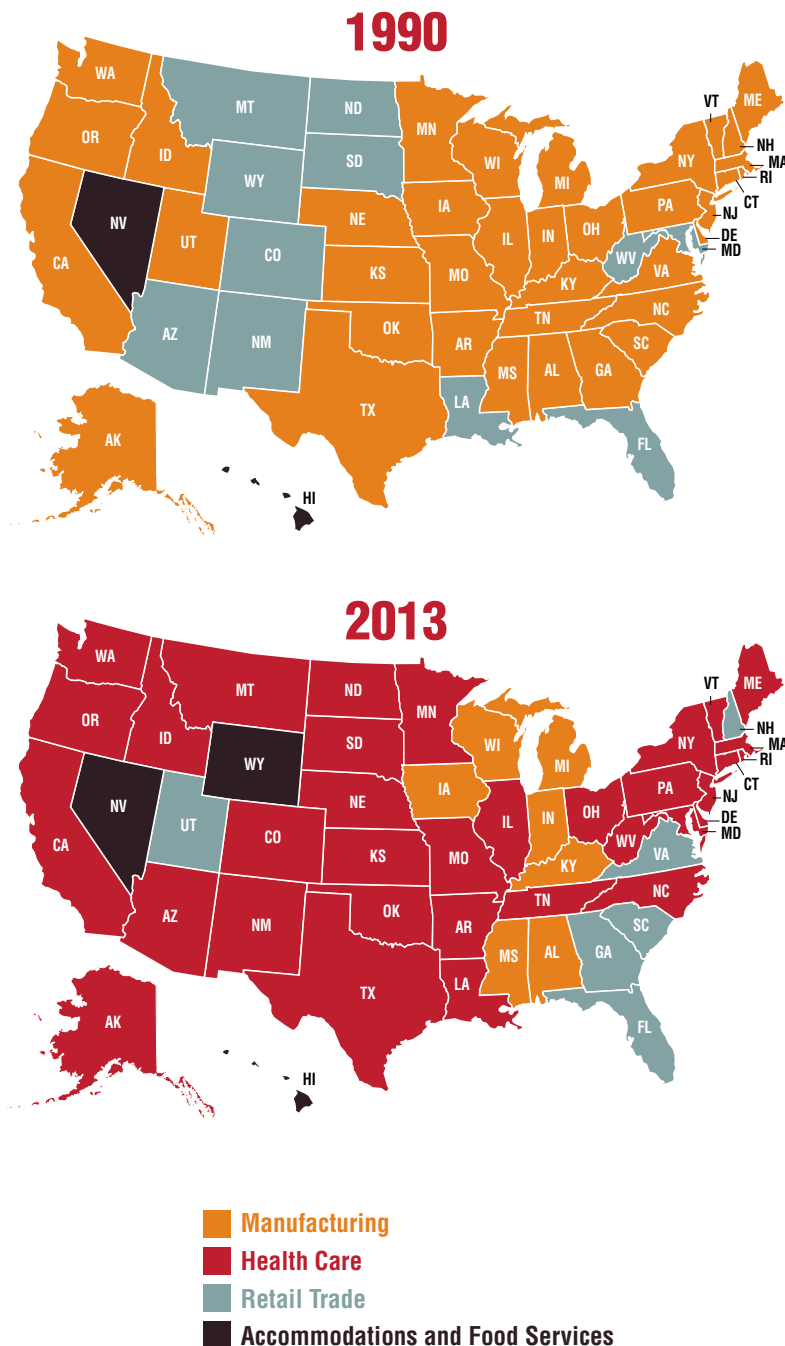 1990
WA
MT
ND
MN
VT
ME
OR
ID
SD
WI
MI
NY
NH
MA
RI
CT
WY
NV
UT
NE
IA
PA
NJ
DE
MD
CA
CO
KS
MO
IL
IN
OH
WV
VA
KY
AZ
NM
OK
AR
TN
NC
SC
TX
LA
MS
AL
GA
FL
AK
HI
2013
WA
MT
ND
MN
VT
ME
OR
ID
SD
WI
MI
NY
NH
MA
RI
CT
WY
NV
UT
NE
IA
PA
NJ
DE
MD
CA
CO
KS
MO
IL
IN
OH
WV
VA
KY
AZ
NM
OK
AR
TN
NC
SC
TX
LA
MS
AL
GA
FL
AK
HI
Manufacturing
Health Care
Retail Trade
Accommodations and Food Services